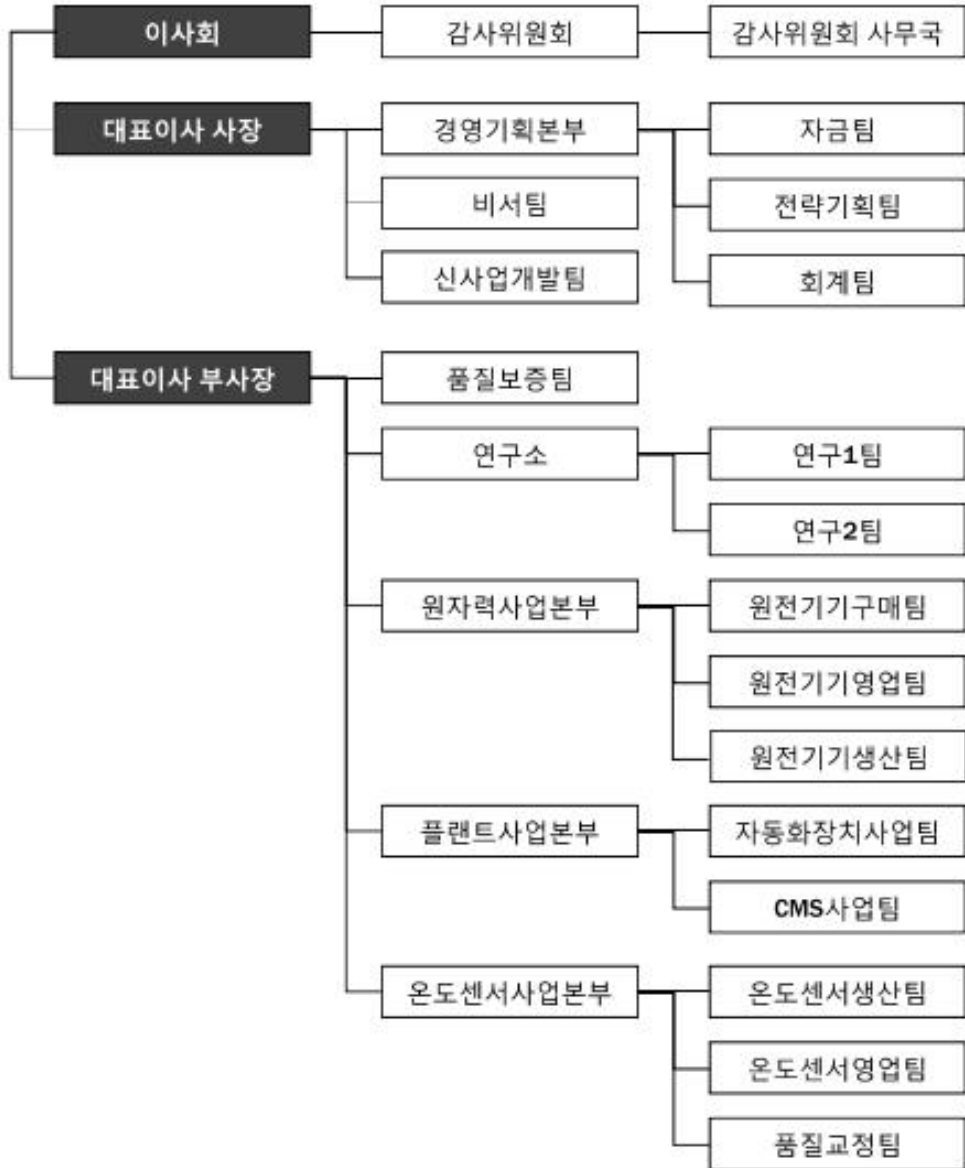 이사회
감사위원회
감사위원회 사무국
대표이사 사장
경영기획본부
자금팀
비서팀
전략기획팀
신사업개발팀
회계팀
대표이사 부사장
품질보증팀
연구소
연구1팀
연구2팀
원자력사업본부
원전기기구매팀
원전기기영업팀
원전기기생산팀
플랜트사업본부
자동화장치사업팀
CMS사업팀
온도센서사업본부
온도센서생산팀
온도센서영업팀
품질교정팀